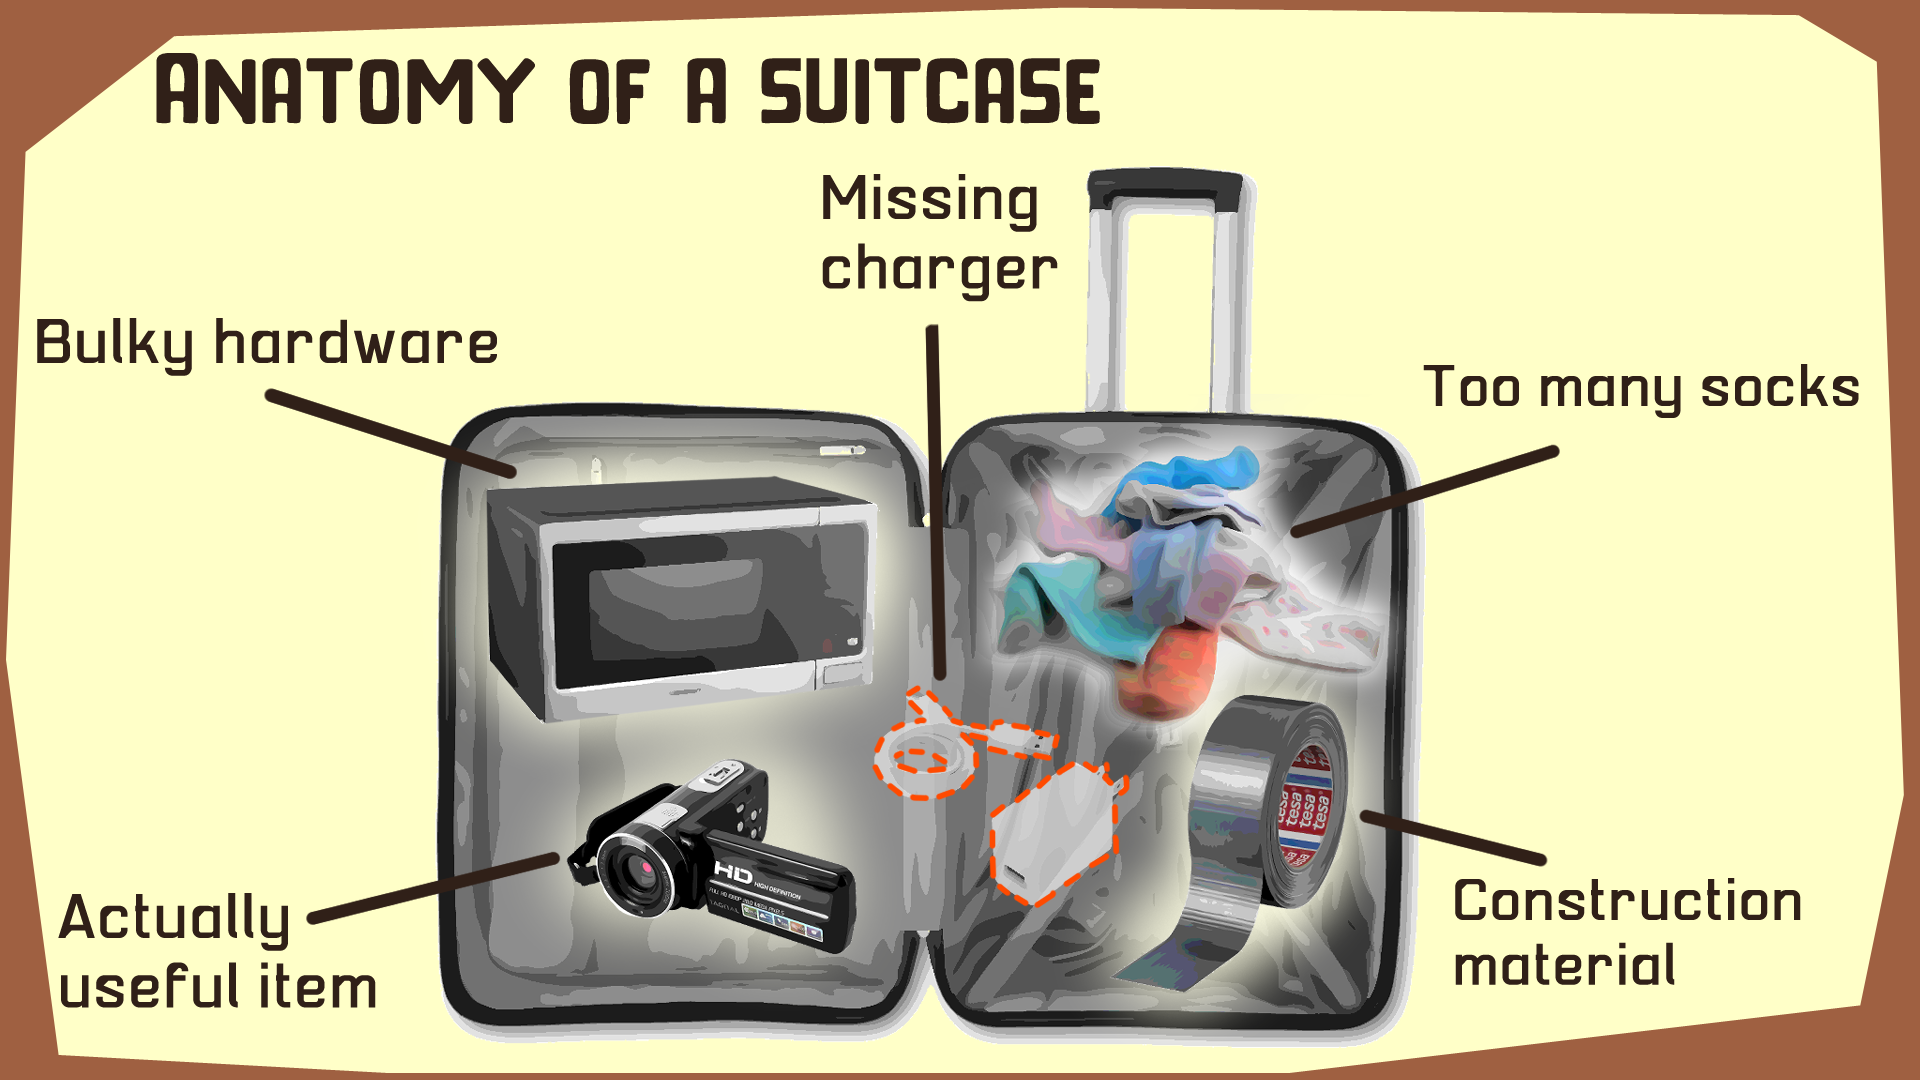 ANATOMY OF A SUITCASE
Missing
charger
Bulky hardware
Too many socks
HD HIGH DEFINITION
tesa tesa tesa
Actually
useful item
Construction
material